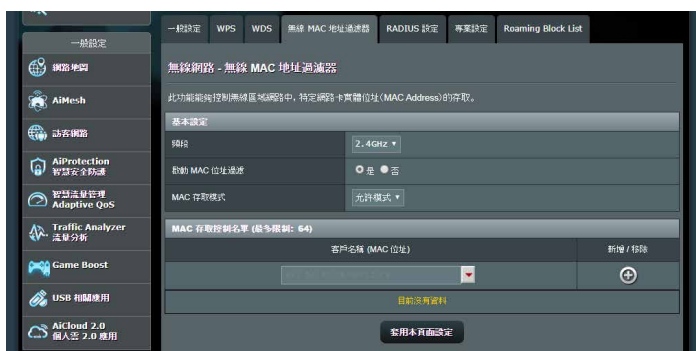 一般設定 WPS WDS 無線 MAC 地址過濾器 RADIUS 設定 專業設定 Roaming Block List
一般設定
網路地圖
AiMesh
訪客網路
AiProtection
智慧安全防護
智慧流量管理
Adaptive QoS
Traffic Analyzer
流量分析
Game Boost
USB 相關應用
AiCloud 2.0
個人雲 2.0 應用
無線網路 - 無線 MAC 地址過濾器
此功能能夠控制無線區域網路中, 特定網路卡實體位址(MAC Address)的存取。
基本設定
頻段 2.4GHz
啟動 MAC 位址過濾 是 否
MAC 存取模式 允許模式
MAC 存取控制名單 (最多限制: 64)
客戶名稱 (MAC 位址) 新增 / 移除
目前沒有資料
套用本頁面設定